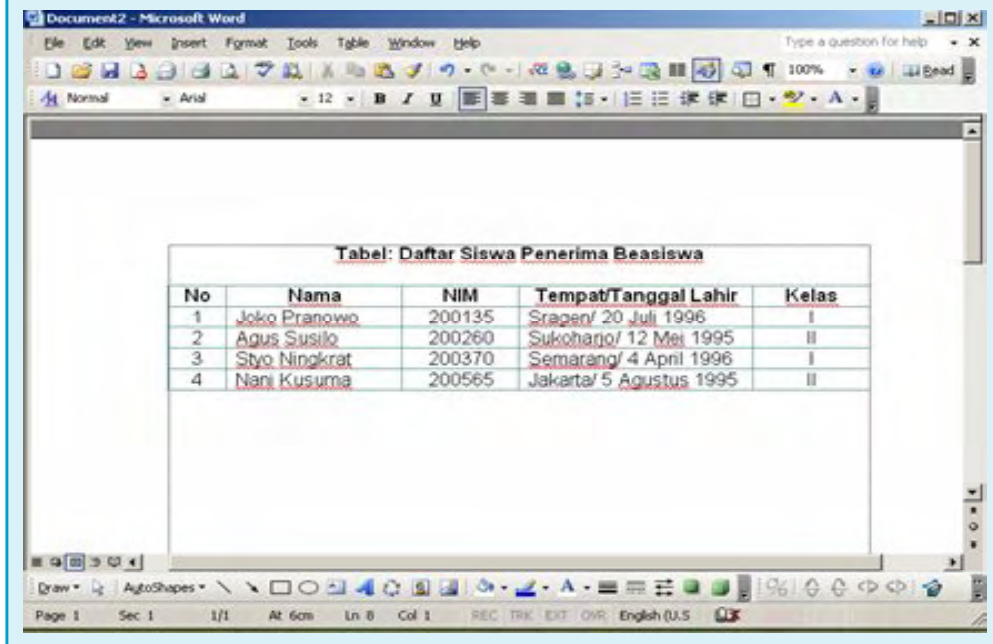 Document2 - Microsoft Word
File Edit View Insert Format Tools Table Window Help Type a question for help
100% Read
Normal Arial 12 B I U A
Tabel: Daftar Siswa Penerima Beasiswa
No Nama NIM Tempat/Tanggal Lahir Kelas
1 Joko Pranowo 200135 Sragen/ 20 Juli 1996 I
2 Agus Susilo 200260 Sukoharjo/ 12 Mei 1995 II
3 Styo Ningkrat 200370 Semarang/ 4 April 1996 I
4 Nani Kusuma 200565 Jakarta/ 5 Agustus 1995 II
Draw AutoShapes A
Page 1 Sec 1 1/1 At 6cm Ln 8 Col 1 REC TRK EXT OVR English (U.S